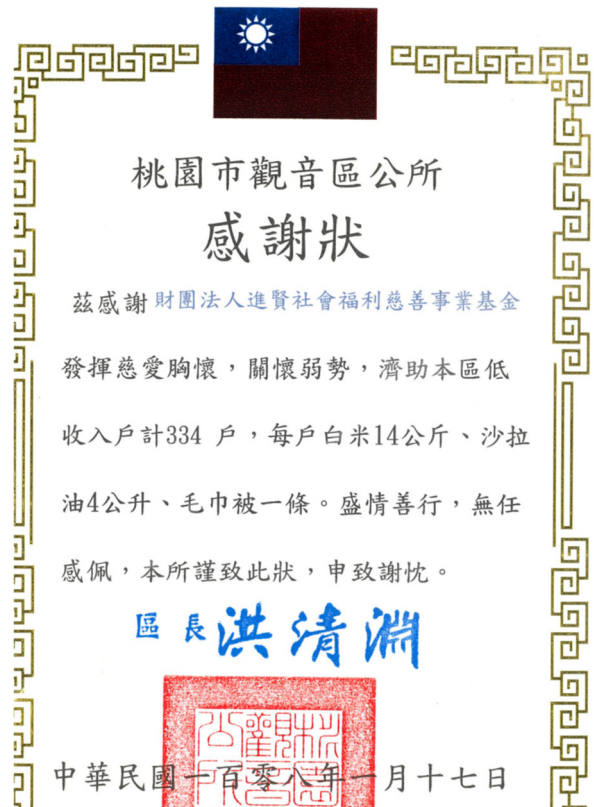 桃園市觀音區公所
感謝狀
茲感謝財團法人進賢社會福利慈善事業基金
發揮慈愛胸懷，關懷弱勢，濟助本區低
收入戶計334 戶，每戶白米14公斤、沙拉
油4公升、毛巾被一條。盛情善行，無任
感佩，本所謹致此狀，申致謝忱。
區長洪清淵
中華民國一百零八年一月十七日